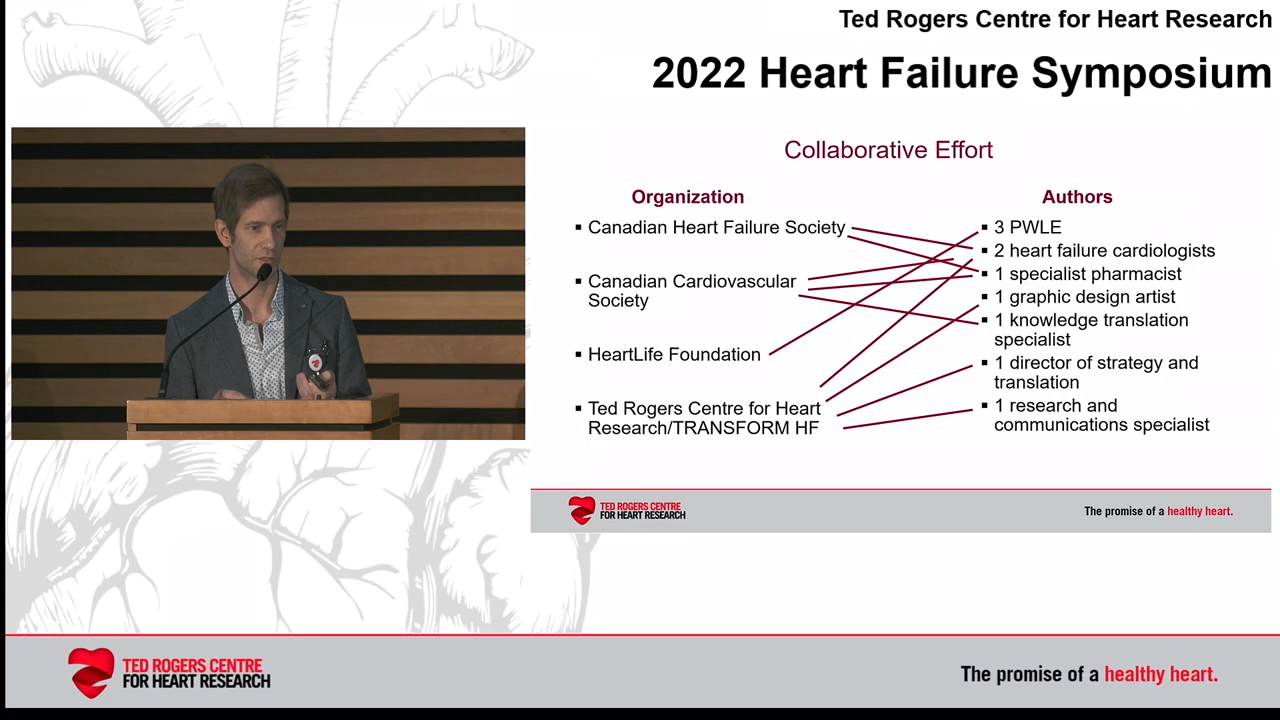 Ted Rogers Centre for Heart Research
2022 Heart Failure Symposium
Collaborative Effort
Organization
▪ Canadian Heart Failure Society
▪ Canadian Cardiovascular
Society
▪ HeartLife Foundation
▪ Ted Rogers Centre for Heart
Research/TRANSFORM HF
Authors
▪ 3 PWLE
▪ 2 heart failure cardiologists
▪ 1 specialist pharmacist
▪ 1 graphic design artist
▪ 1 knowledge translation
specialist
▪ 1 director of strategy and
translation
▪ 1 research and
communications specialist
TED ROGERS CENTRE
FOR HEART RESEARCH
The promise of a healthy heart.
TED ROGERS CENTRE
FOR HEART RESEARCH
The promise of a healthy heart.